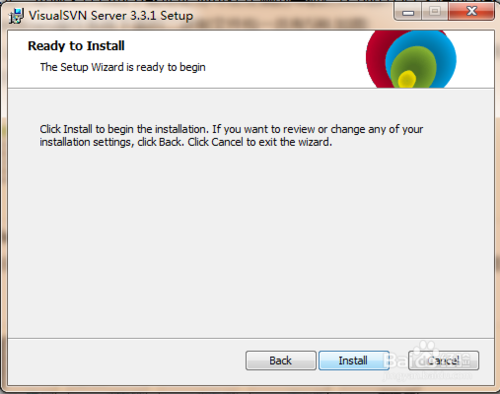 VisualSVN Server 3.3.1 Setup
Ready to Install
The Setup Wizard is ready to begin
Click Install to begin the installation. If you want to review or change any of your
installation settings, click Back. Click Cancel to exit the wizard.
Back
Install
Cancel